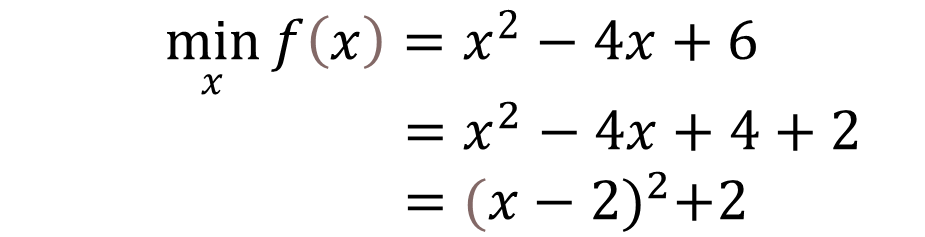 min f(x) = x² − 4x + 6
x
= x² − 4x + 4 + 2
= (x − 2)²+2